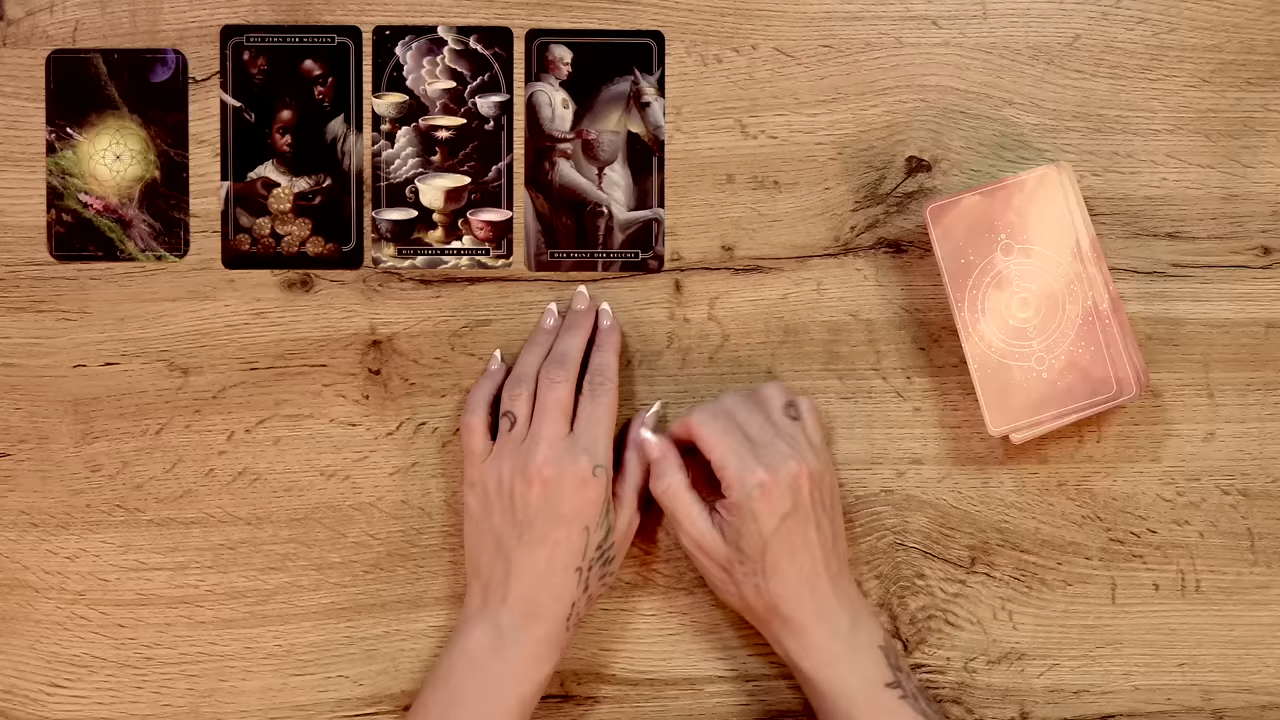 DIE ZEHN DER MÜNZEN
DIE SIEBEN DER KELCHE
DER PRINZ DER KELCHE